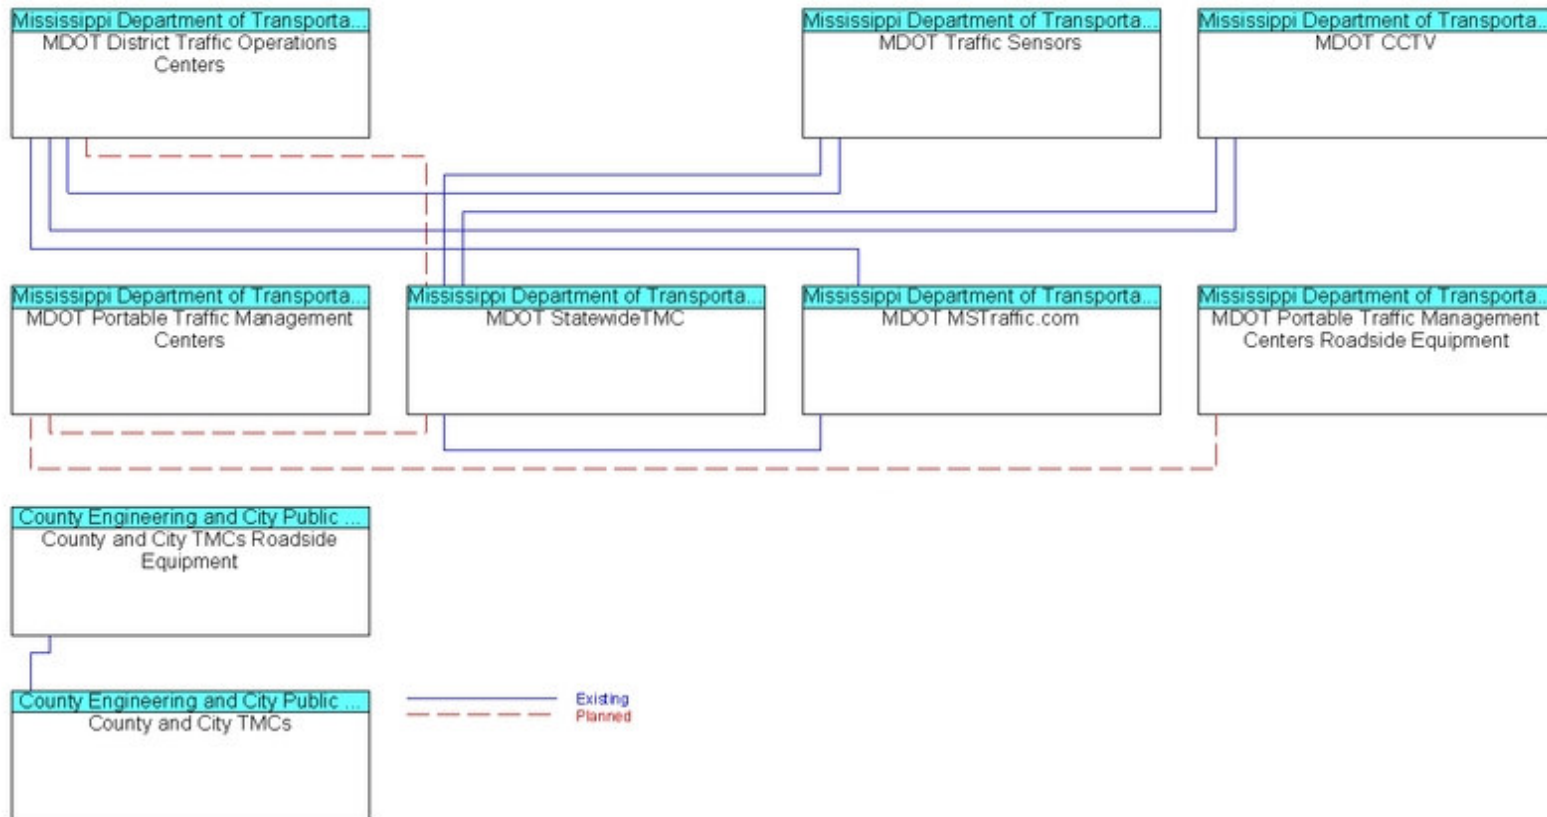 Mississippi Department of Transporta...
MDOT District Traffic Operations
Centers
Mississippi Department of Transporta...
MDOT Traffic Sensors
Mississippi Department of Transporta...
MDOT CCTV
Mississippi Department of Transporta...
MDOT Portable Traffic Management
Centers
Mississippi Department of Transporta...
MDOT StatewideTMC
Mississippi Department of Transporta...
MDOT MSTraffic.com
Mississippi Department of Transporta...
MDOT Portable Traffic Management
Centers Roadside Equipment
County Engineering and City Public ...
County and City TMCs Roadside
Equipment
County Engineering and City Public ...
County and City TMCs
Existing
Planned